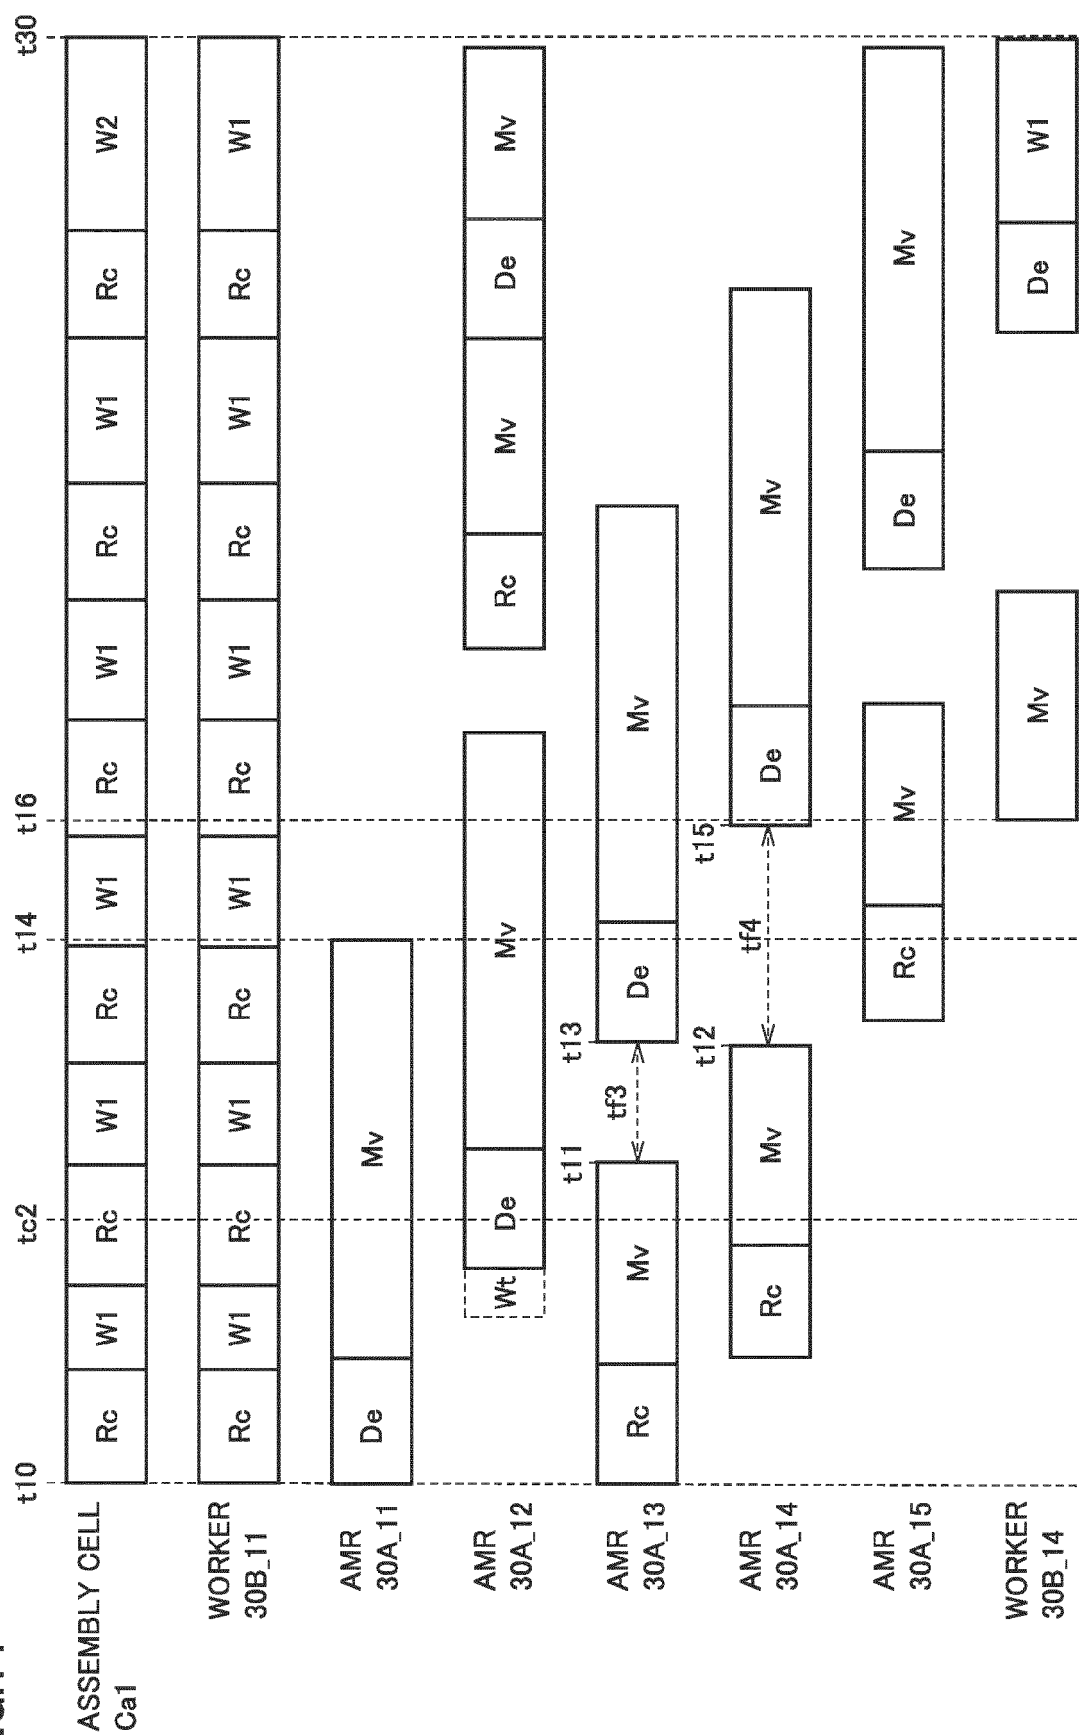 t10 tc2 t14 t16 t30
ASSEMBLY CELL
Ca1
Rc W1 Rc W1 Rc W1 Rc W1 Rc W1 Rc W2
WORKER
30B_11
Rc W1 Rc W1 Rc W1 Rc W1 Rc W1 Rc W1
AMR
30A_11
De Mv
AMR
30A_12
Wt De Mv Rc Mv De Mv
t11 t13
tf3
AMR
30A_13
Rc Mv De Mv
t12 t15
tf4
AMR
30A_14
Rc Mv De Mv
AMR
30A_15
Rc Mv De Mv
WORKER
30B_14
Mv De W1